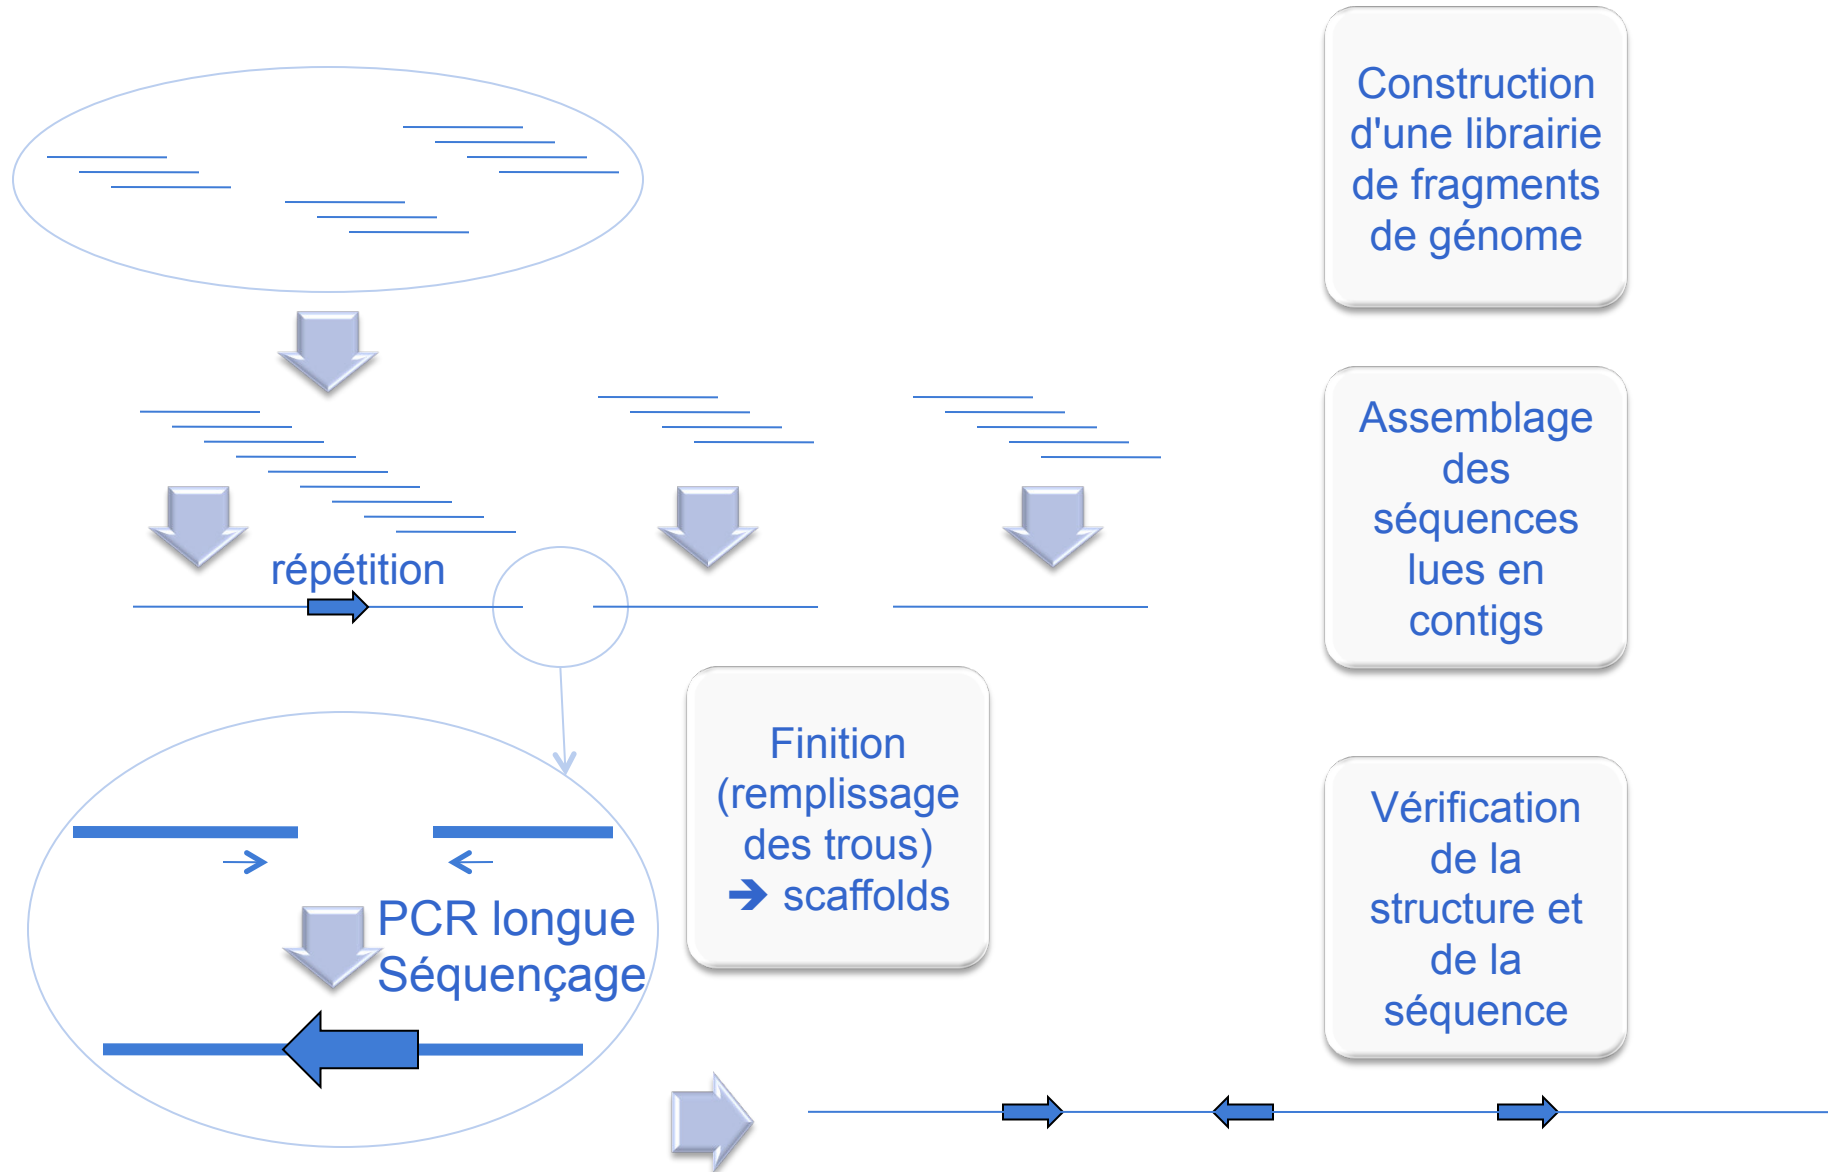 Construction
d'une librairie
de fragments
de génome
Assemblage
des
séquences
lues en
contigs
répétition
Finition
(remplissage
des trous)
➔ scaffolds
Vérification
de la
structure et
de la
séquence
PCR longue
Séquençage